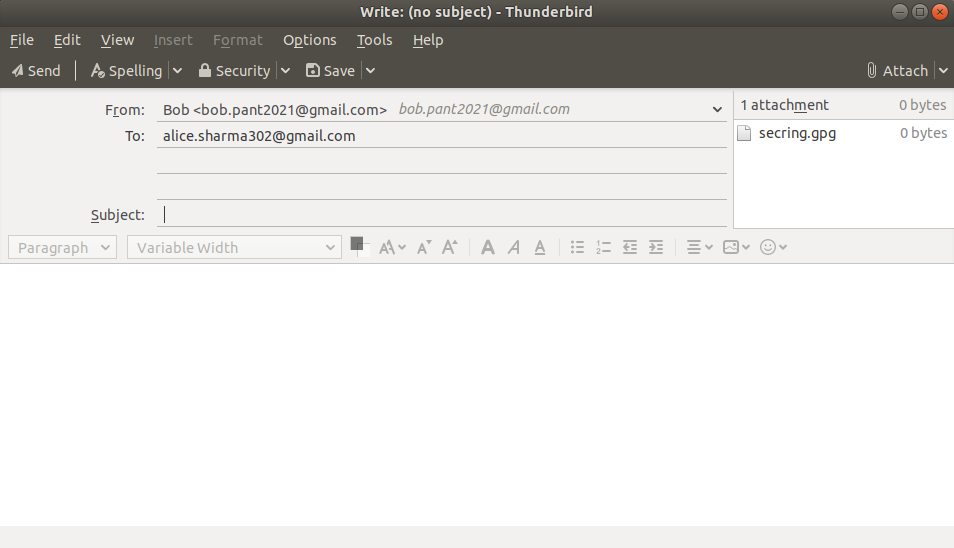 Write: (no subject) - Thunderbird
File Edit View Insert Format Options Tools Help
Send Spelling Security Save Attach
From: Bob <bob.pant2021@gmail.com> bob.pant2021@gmail.com
1 attachment 0 bytes
To: alice.sharma302@gmail.com
secring.gpg 0 bytes
Subject:
Paragraph Variable Width